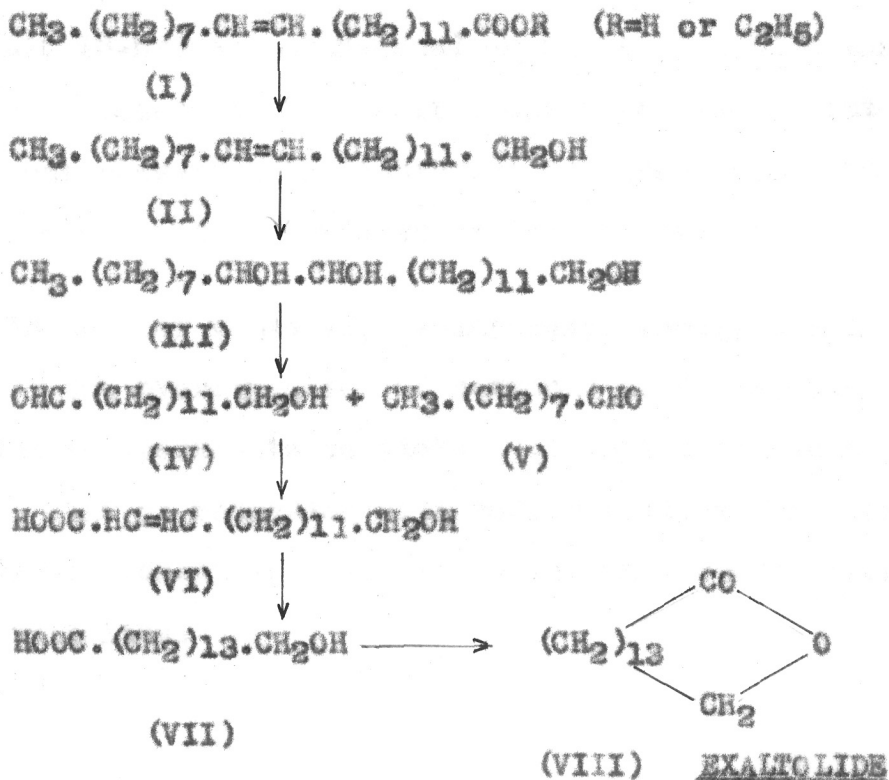 CH3.(CH2)7.CH=CH.(CH2)11.COOR (R=H or C2H5)
(I)
CH3.(CH2)7.CH=CH.(CH2)11. CH2OH
(II)
CH3.(CH2)7.CHOH.CHOH.(CH2)11.CH2OH
(III)
OHC.(CH2)11.CH2OH + CH3.(CH2)7.CHO
(IV) (V)
HOOC.HC=HC.(CH2)11.CH2OH
(VI)
CO
HOOC.(CH2)13.CH2OH (CH2)13 O
CH2
(VII)
(VIII) EXALTOLIDE